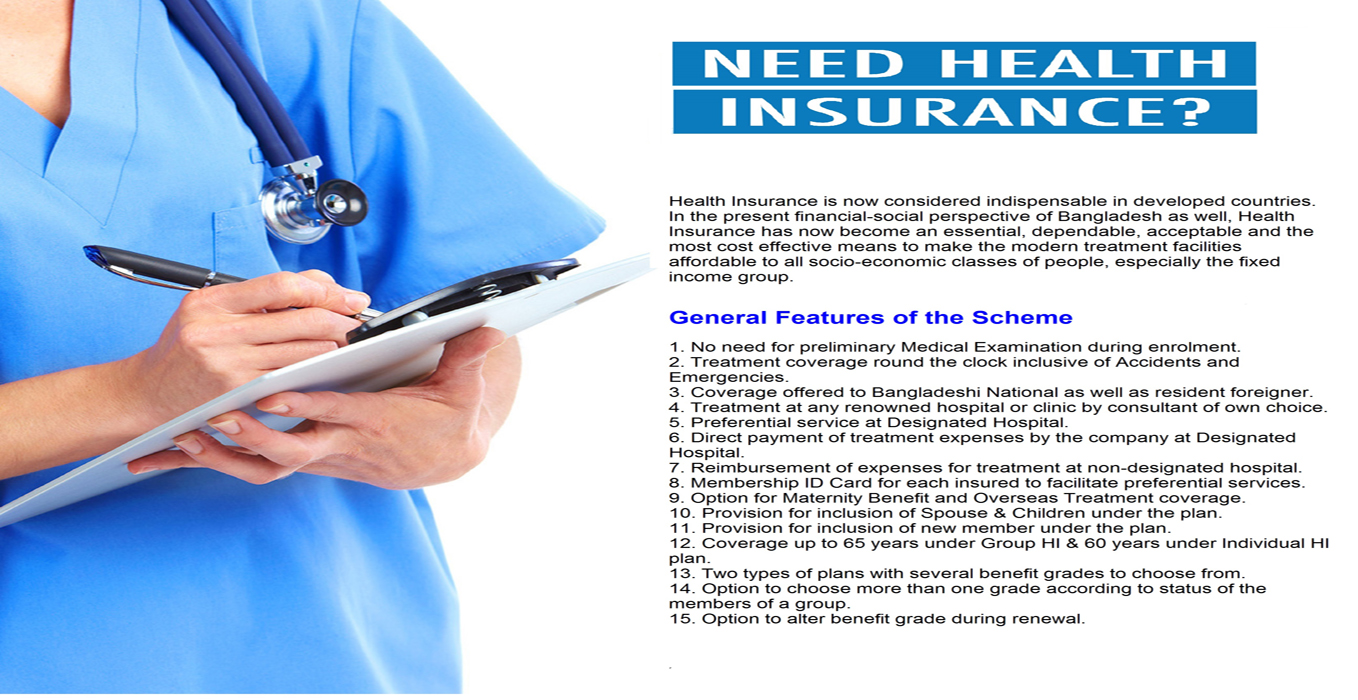 NEED HEALTH
INSURANCE?
Health Insurance is now considered indispensable in developed countries.
In the present financial-social perspective of Bangladesh as well, Health
Insurance has now become an essential, dependable, acceptable and the
most cost effective means to make the modern treatment facilities
affordable to all socio-economic classes of people, especially the fixed
income group.
General Features of the Scheme
1. No need for preliminary Medical Examination during enrolment.
2. Treatment coverage round the clock inclusive of Accidents and
Emergencies.
3. Coverage offered to Bangladeshi National as well as resident foreigner.
4. Treatment at any renowned hospital or clinic by consultant of own choice.
5. Preferential service at Designated Hospital.
6. Direct payment of treatment expenses by the company at Designated
Hospital.
7. Reimbursement of expenses for treatment at non-designated hospital.
8. Membership ID Card for each insured to facilitate preferential services.
9. Option for Maternity Benefit and Overseas Treatment coverage.
10. Provision for inclusion of Spouse & Children under the plan.
11. Provision for inclusion of new member under the plan.
12. Coverage up to 65 years under Group HI & 60 years under Individual HI
plan.
13. Two types of plans with several benefit grades to choose from.
14. Option to choose more than one grade according to status of the
members of a group.
15. Option to alter benefit grade during renewal.
.